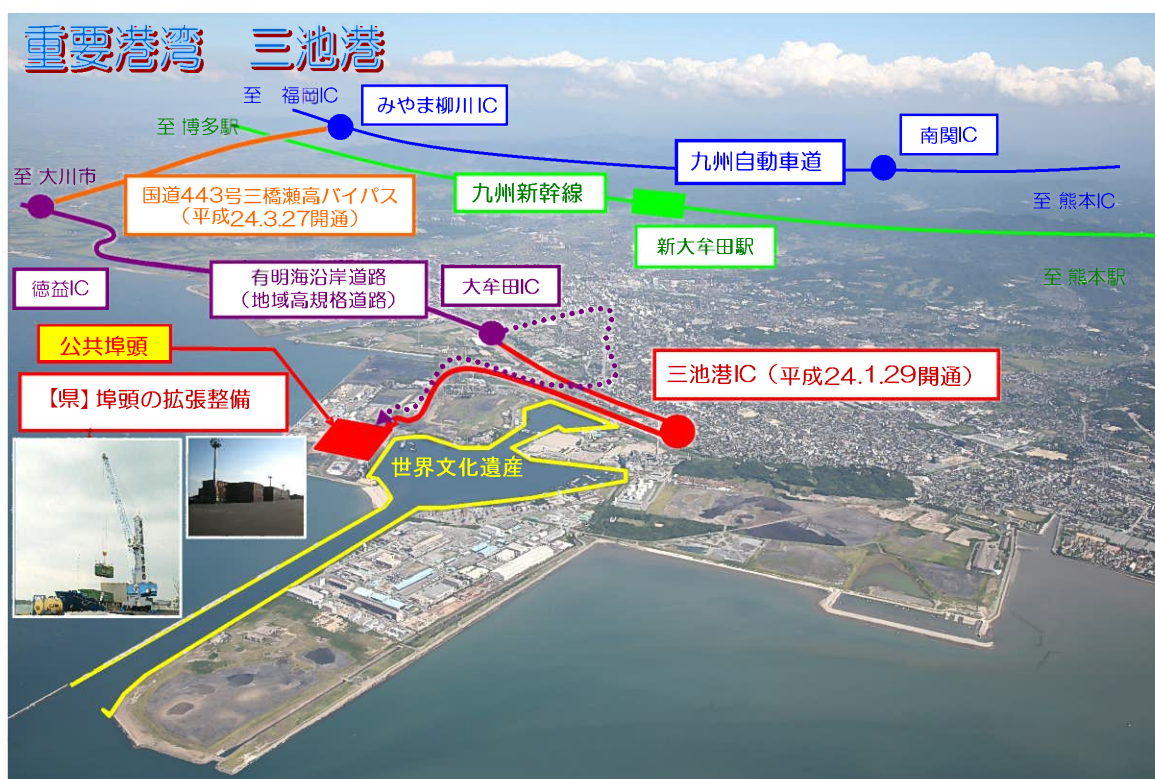 重要港湾 三池港
至 福岡IC
みやま柳川IC
至 博多駅
南関IC
九州自動車道
至 大川市
国道443号三橋瀬高バイパス
（平成24.3.27開通）
九州新幹線
至 熊本IC
新大牟田駅
至 熊本駅
徳益IC
有明海沿岸道路
（地域高規格道路）
大牟田IC
公共埠頭
三池港IC（平成24.1.29開通）
【県】埠頭の拡張整備
世界文化遺産